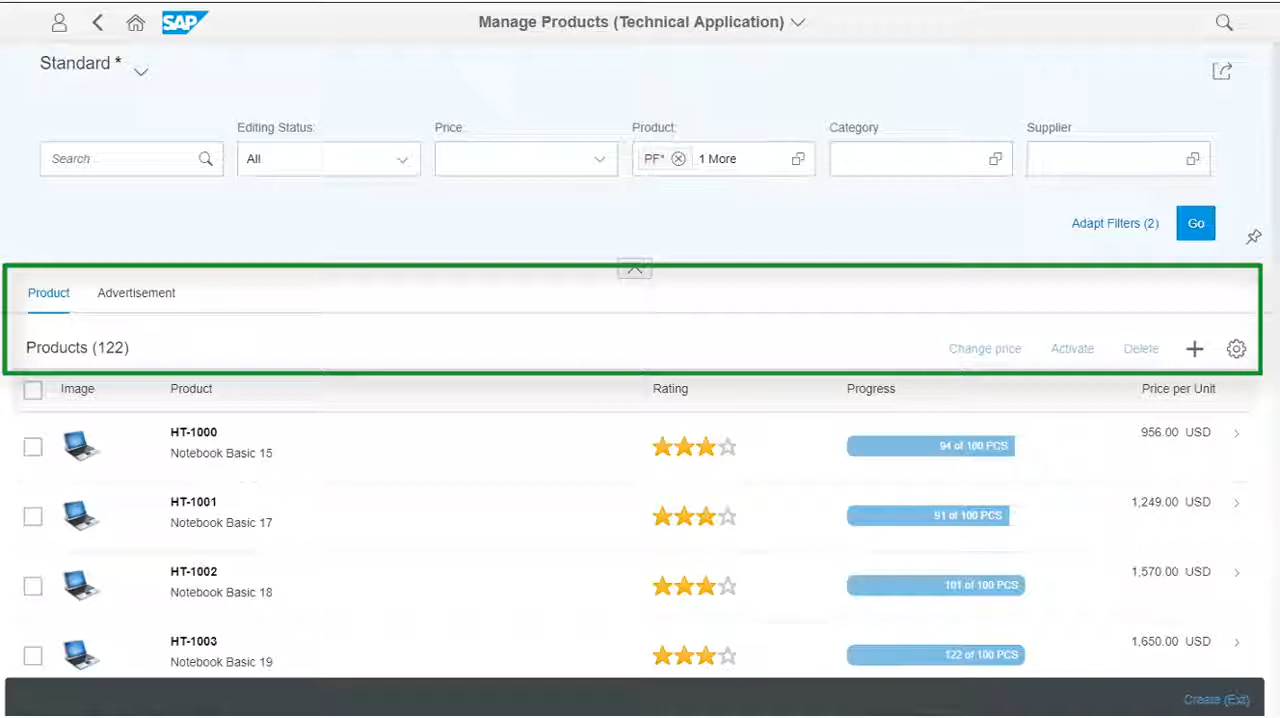 SAP
Manage Products (Technical Application)
Standard *
Editing Status:
Price:
Product:
Category
Supplier
Search
All
PF*
1 More
Adapt Filters (2)
Go
Product
Advertisement
Products (122)
Change price
Activate
Delete
Image
Product
Rating
Progress
Price per Unit
HT-1000
Notebook Basic 15
94 of 100 PCS
956.00 USD
HT-1001
Notebook Basic 17
91 of 100 PCS
1,249.00 USD
HT-1002
Notebook Basic 18
101 of 100 PCS
1,570.00 USD
HT-1003
Notebook Basic 19
122 of 100 PCS
1,650.00 USD
Create (Ext)